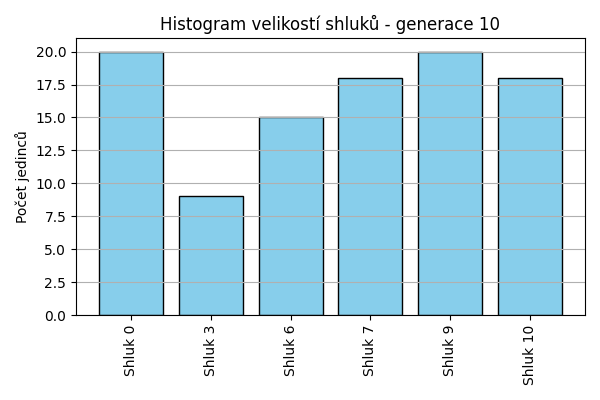 Histogram velikostí shluků - generace 10
Počet jedinců
20.0
17.5
15.0
12.5
10.0
7.5
5.0
2.5
0.0
Shluk 0
Shluk 3
Shluk 6
Shluk 7
Shluk 9
Shluk 10